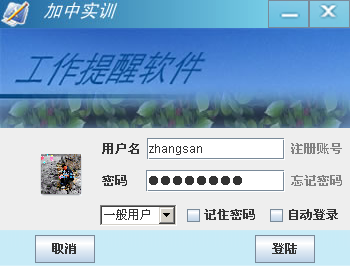 加中实训
工作提醒软件
用户名 zhangsan 注册账号
密码 ●●●●●●●● 忘记密码
一般用户 记住密码 自动登录
取消 登陆